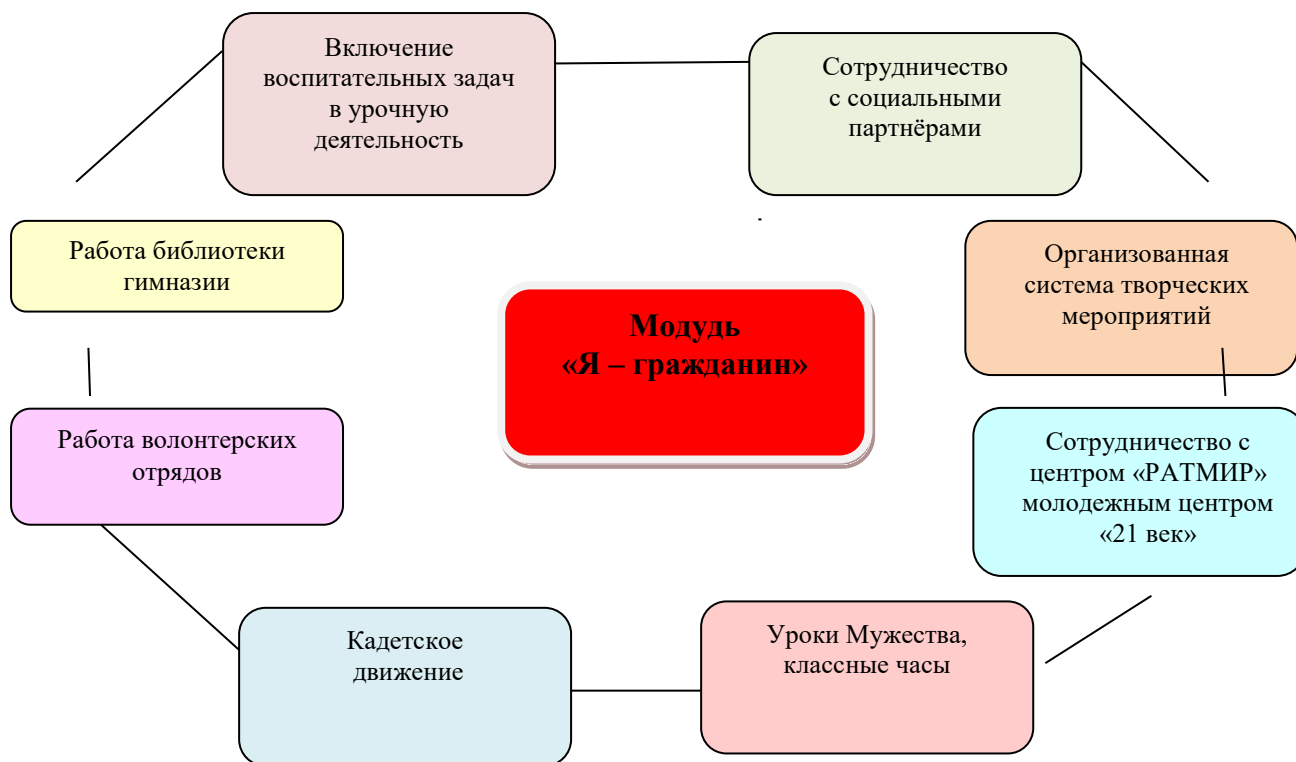 Включение
воспитательных задач
в урочную
деятельность
Сотрудничество
с социальными
партнёрами
Работа библиотеки
гимназии
Организованная
система творческих
мероприятий
Модудь
«Я – гражданин»
Работа волонтерских
отрядов
Сотрудничество с
центром «РАТМИР»
молодежным центром
«21 век»
Кадетское
движение
Уроки Мужества,
классные часы